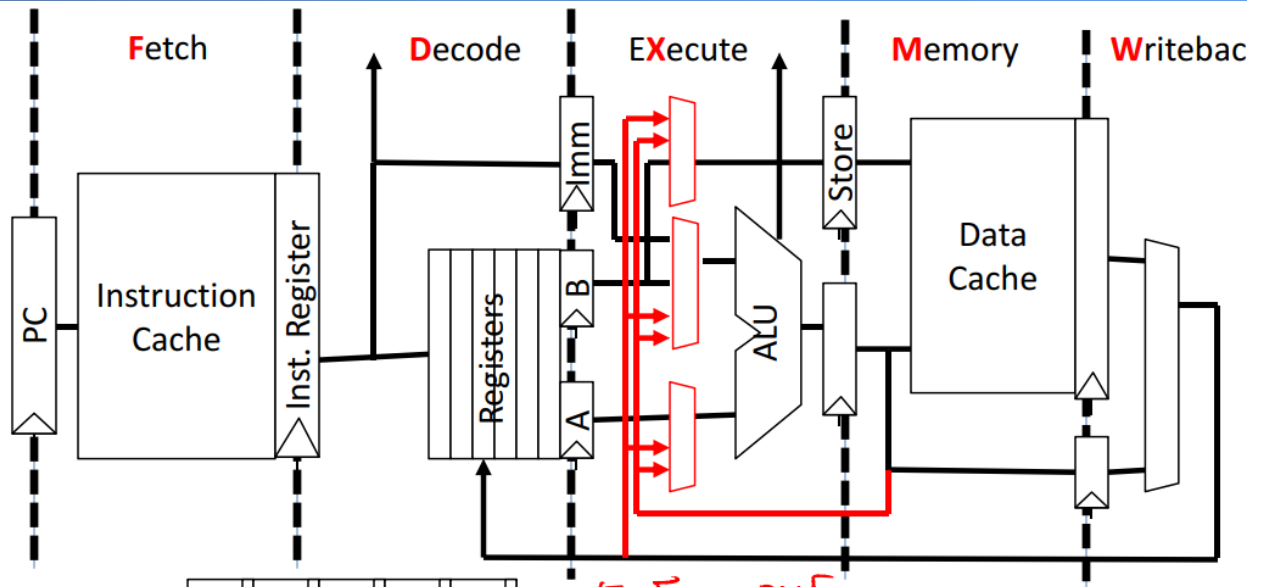 Fetch
Decode
EXecute
Memory
Writebac
PC
Instruction
Cache
Inst. Register
Registers
Imm
B
A
ALU
Store
Data
Cache